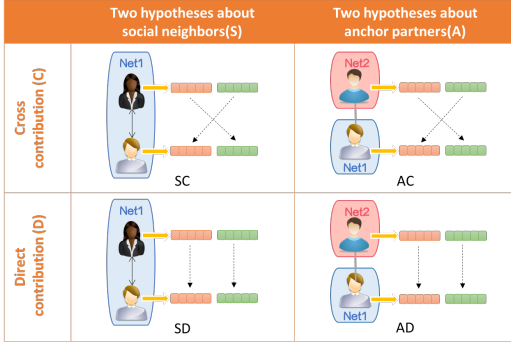 Two hypotheses about
social neighbors(S)
Two hypotheses about
anchor partners(A)
Cross
contribution (C)
Net1
SC
Net2
Net1
AC
Direct
contribution (D)
Net1
SD
Net2
Net1
AD